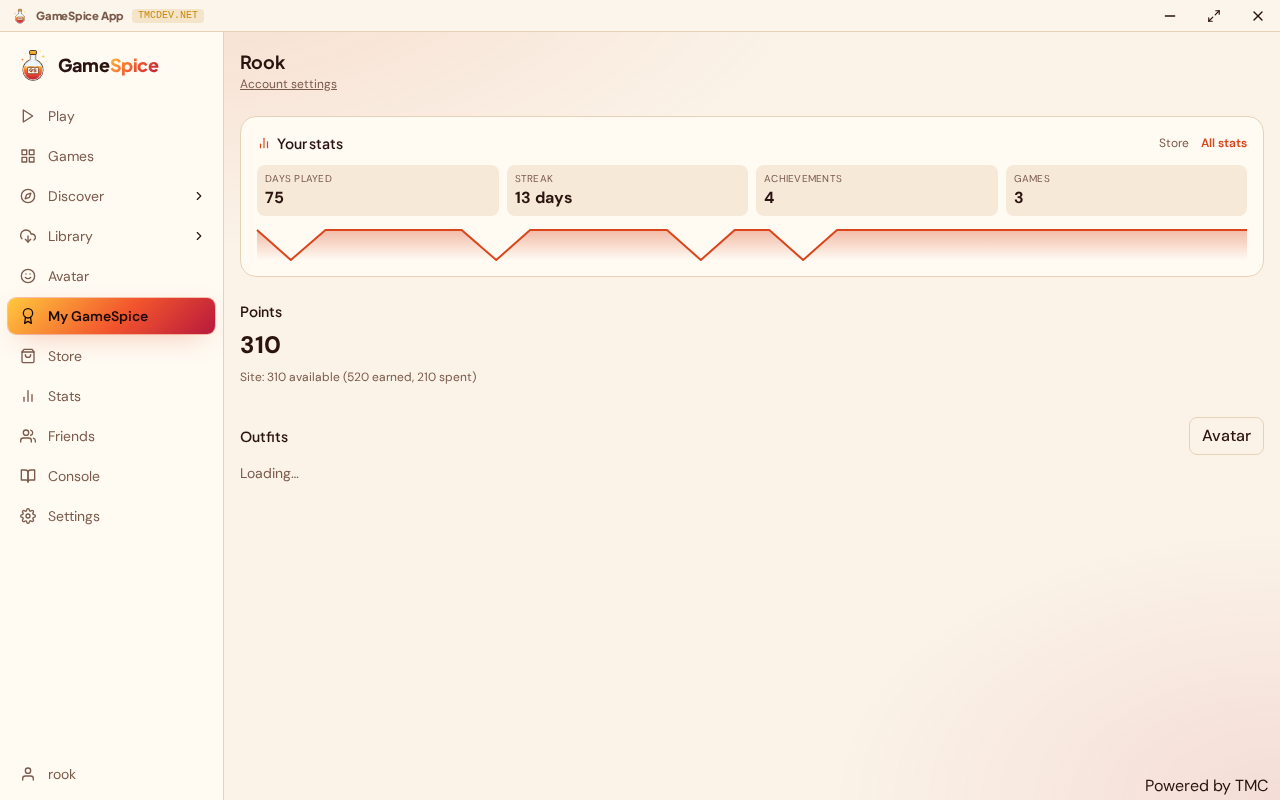 GameSpice App TMCDEV.NET
GameSpice
Play
Games
Discover
Library
Avatar
My GameSpice
Store
Stats
Friends
Console
Settings
rook
Rook
Account settings
Your stats
Store All stats
DAYS PLAYED
75
STREAK
13 days
ACHIEVEMENTS
4
GAMES
3
Points
310
Site: 310 available (520 earned, 210 spent)
Outfits
Avatar
Loading...
Powered by TMC